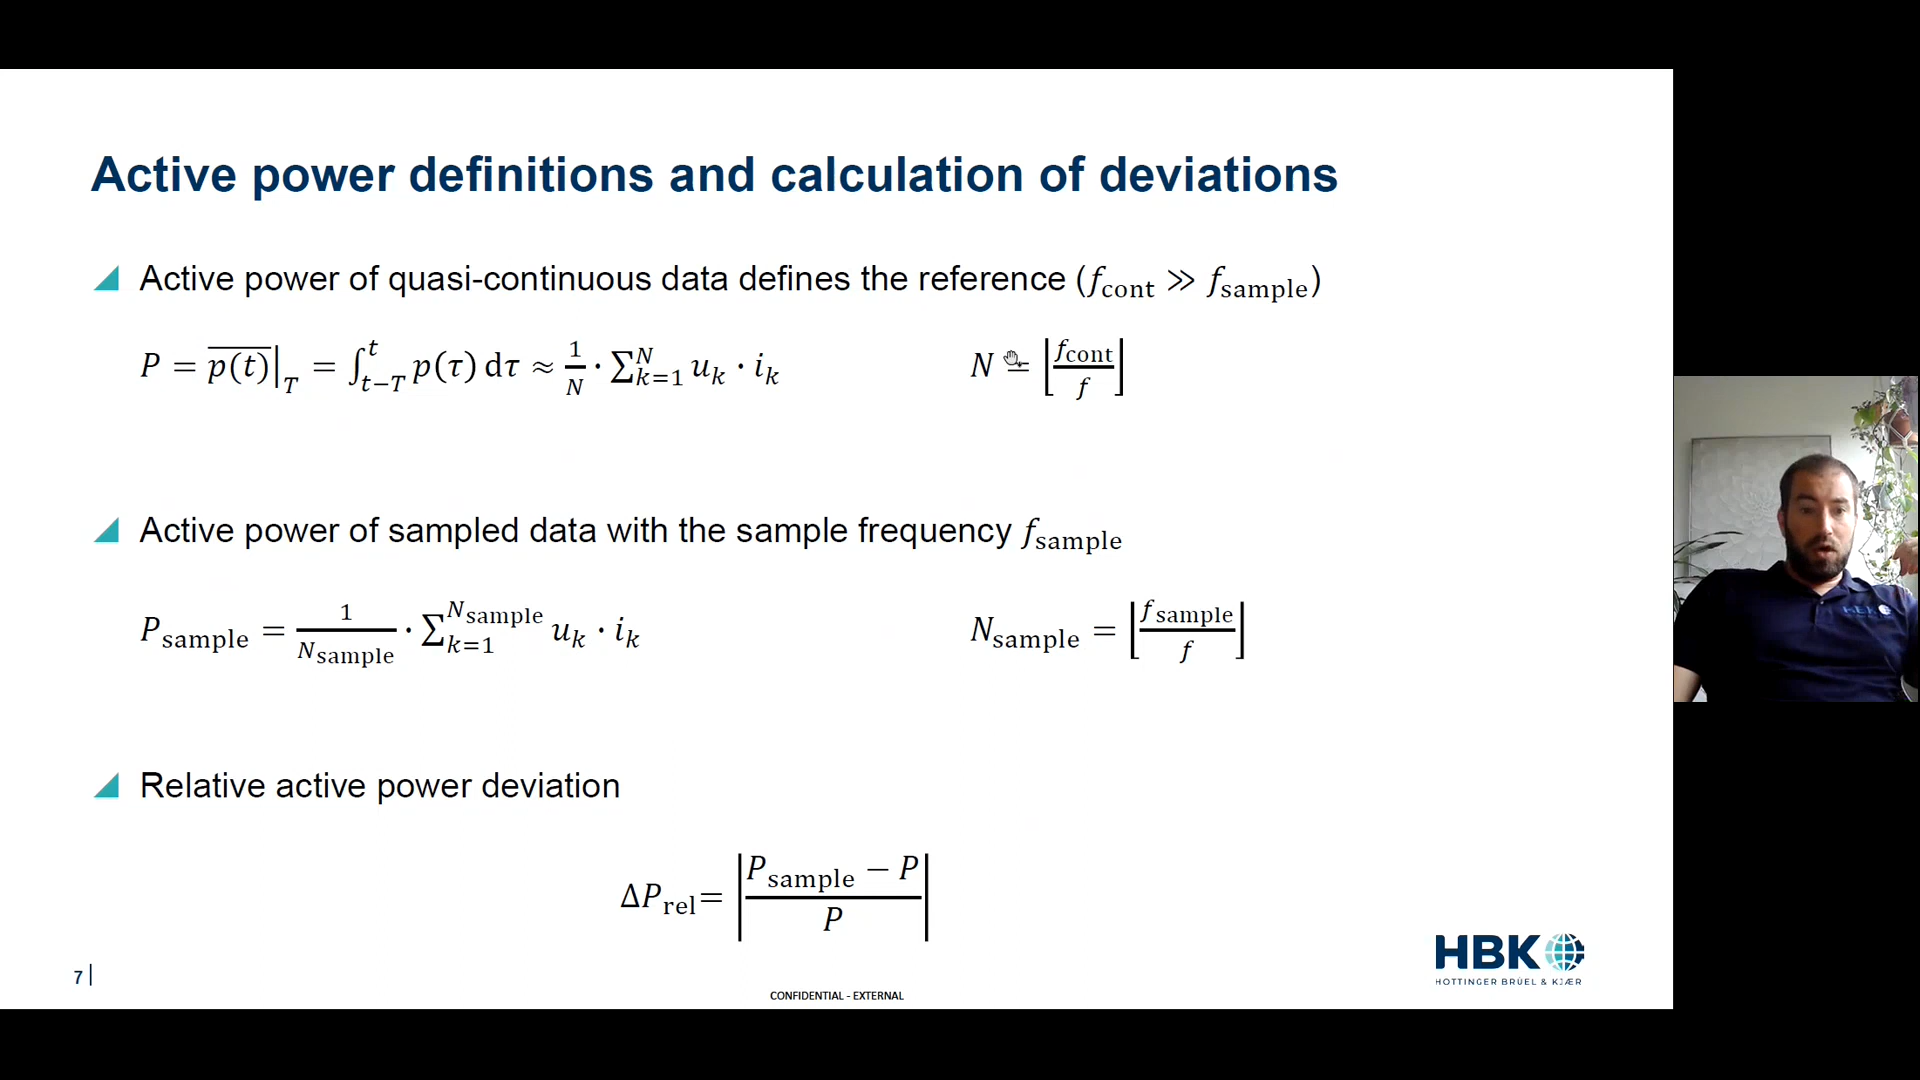 Active power definitions and calculation of deviations
Active power of quasi-continuous data defines the reference (f_cont ≫ f_sample)
P = \overline{p(t)}|_T = ∫_{t−T}^{t} p(τ) dτ ≈ 1/N · ∑_{k=1}^{N} u_k · i_k
N = ⌊f_cont / f⌋
Active power of sampled data with the sample frequency f_sample
P_sample = 1/N_sample · ∑_{k=1}^{N_sample} u_k · i_k
N_sample = ⌊f_sample / f⌋
Relative active power deviation
ΔP_rel = |(P_sample − P) / P|
HBK
HOTTINGER BRÜEL & KJÆR
7
CONFIDENTIAL - EXTERNAL
HBK